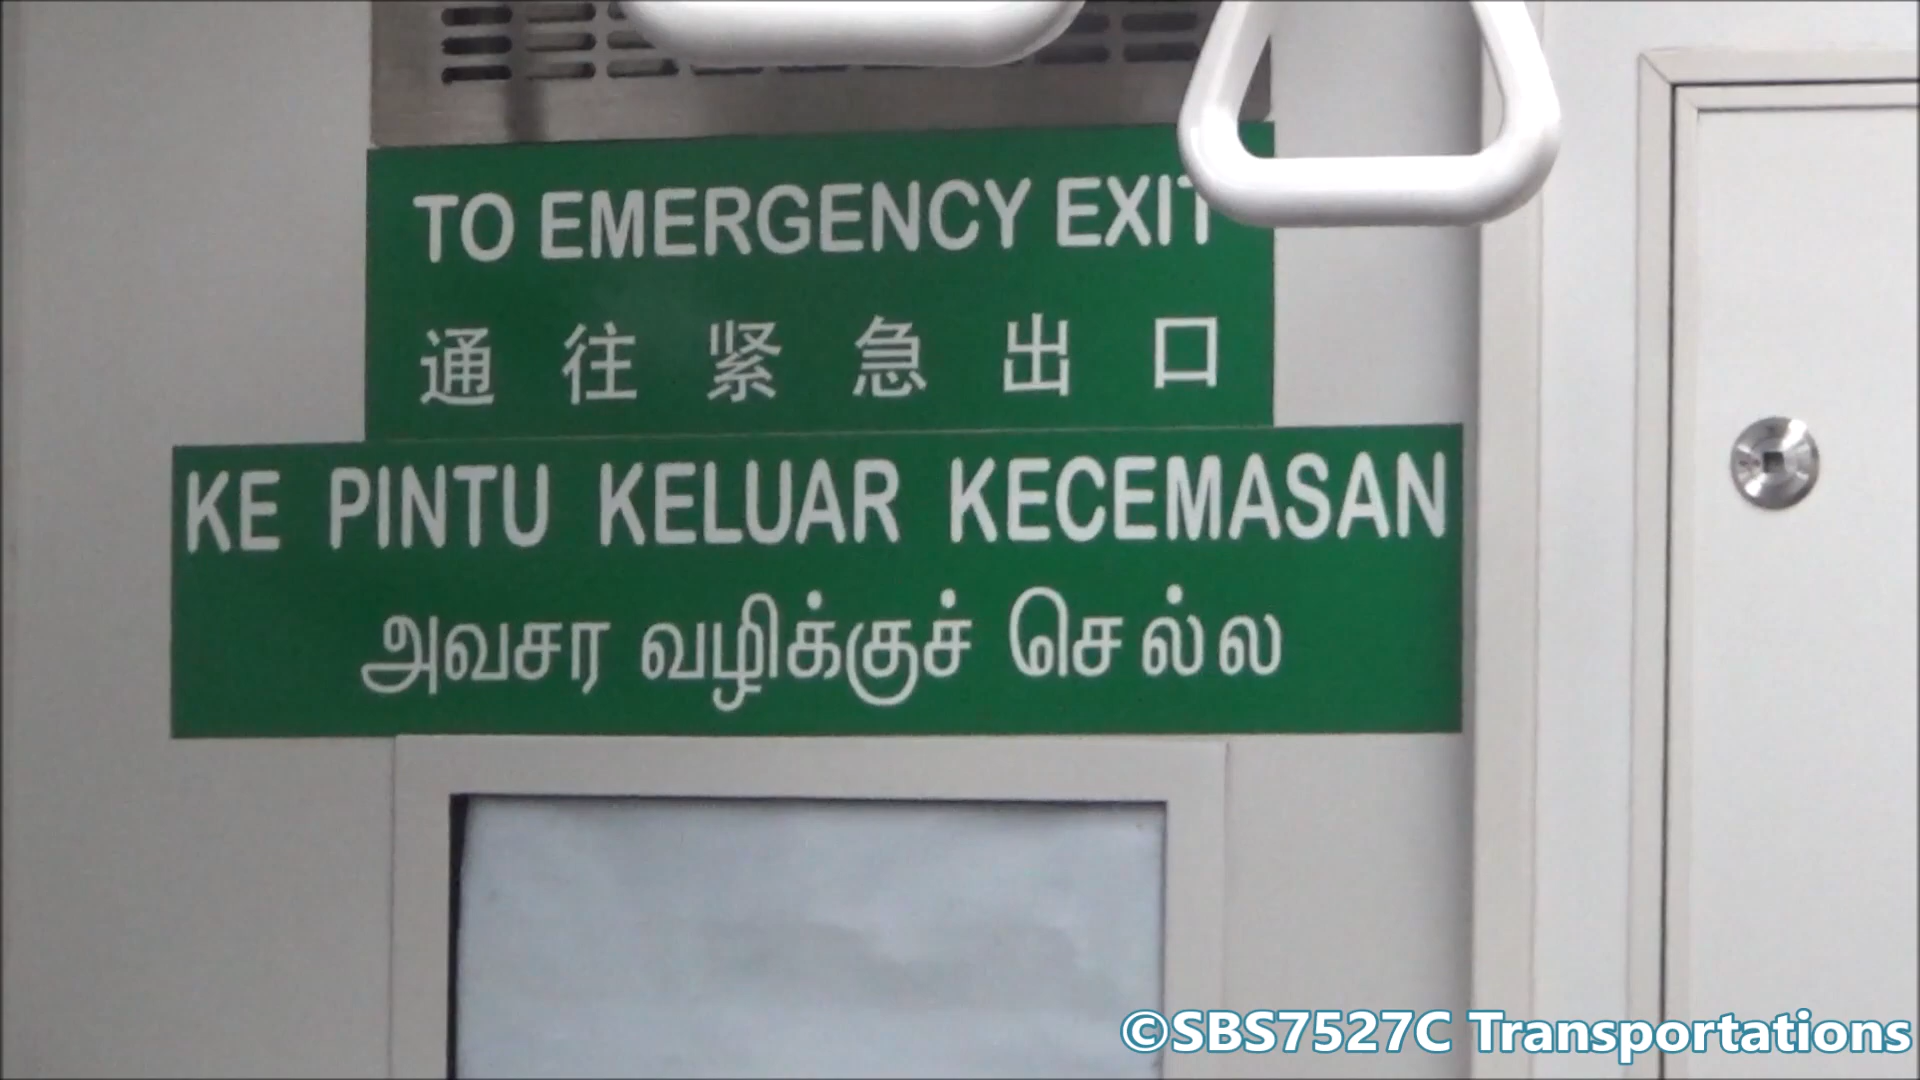 TO EMERGENCY EXIT
通往紧急出口
KE PINTU KELUAR KECEMASAN
அவசர வழிக்குச் செல்ல
©SBS7527C Transportations